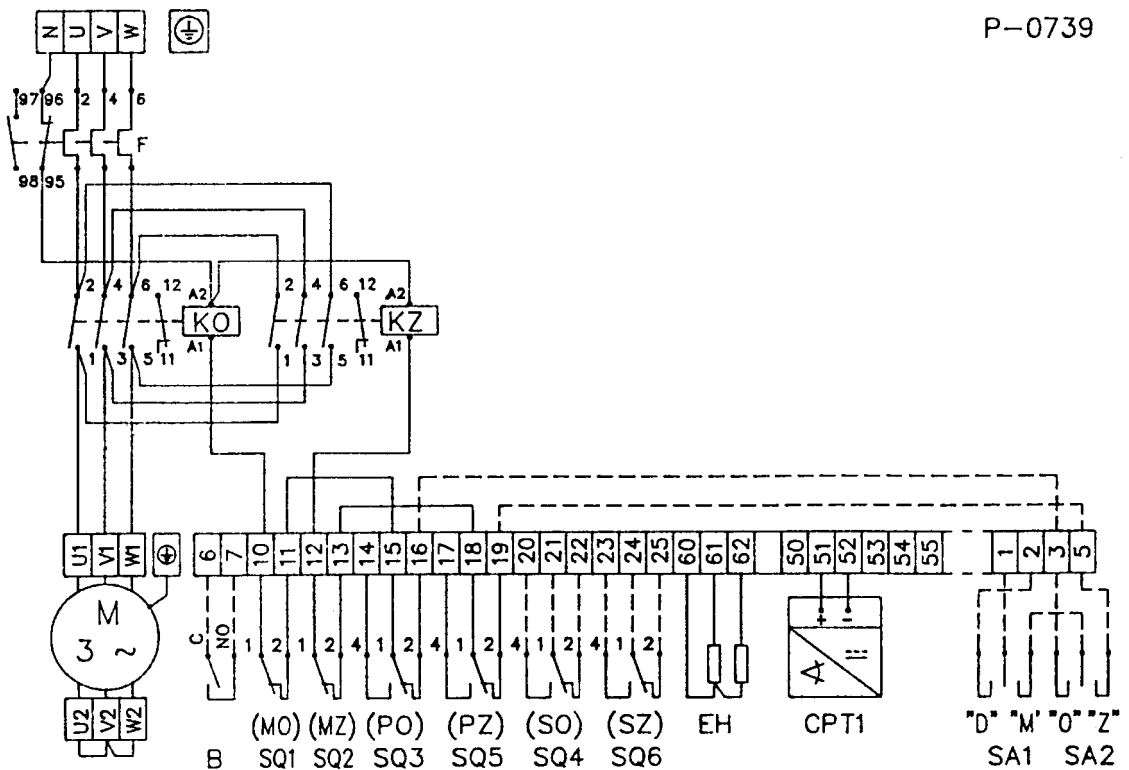 P-0739
N U V W
97 96 2 4 6
F
98 95
2 4 6 12 A2 2 4 6 12 A2
KO KZ
1 3 5 11 A1 1 3 5 11 A1
U1 V1 W1 6 7 10 11 12 13 14 15 16 17 18 19 20 21 22 23 24 25 60 61 62 50 51 52 53 54 55 1 2 3 5
M
3 ~
C NO 1 2 1 2 4 1 2 4 1 2 4 1 2 4 1 2
+ -
U2 V2 W2
(MO) (MZ) (PO) (PZ) (SO) (SZ) EH CPT1 "D" "M" "O" "Z"
B SQ1 SQ2 SQ3 SQ5 SQ4 SQ6 SA1 SA2